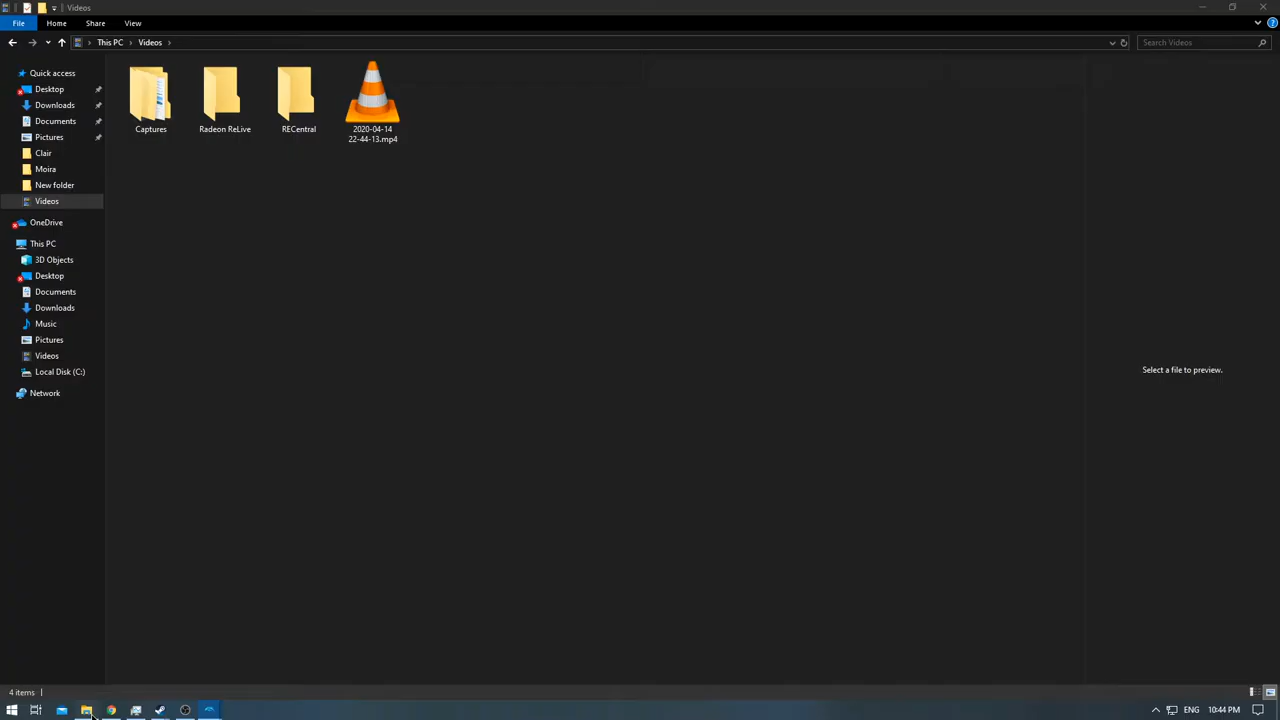 Videos
File Home Share View
This PC Videos
Search Videos
Quick access
Desktop
Downloads
Documents
Pictures
Clair
Moira
New folder
Videos
OneDrive
This PC
3D Objects
Desktop
Documents
Downloads
Music
Pictures
Videos
Local Disk (C:)
Network
Captures
Radeon ReLive
RECentral
2020-04-14
22-44-13.mp4
Select a file to preview.
4 items
ENG 10:44 PM